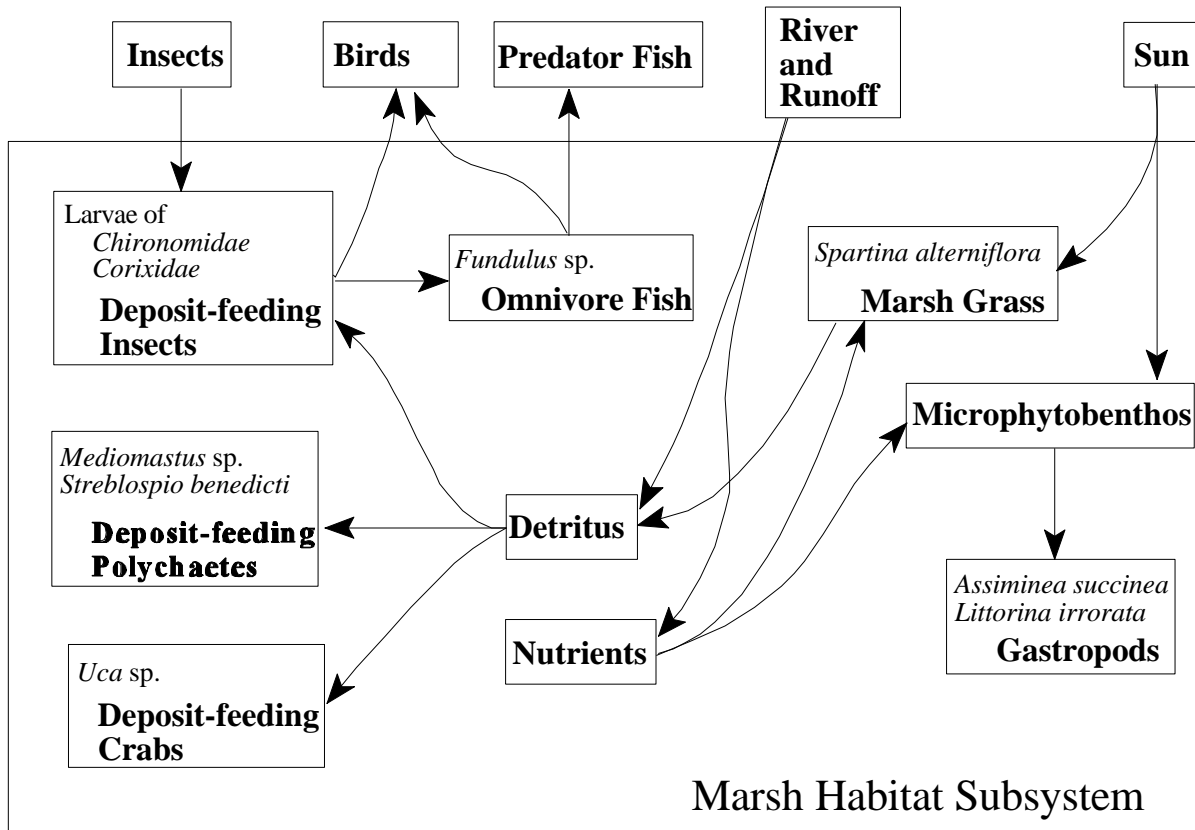 Insects
Birds
Predator Fish
River
and
Runoff
Sun
Larvae of
Chironomidae
Corixidae
Deposit-feeding
Insects
Fundulus sp.
Omnivore Fish
Spartina alterniflora
Marsh Grass
Microphytobenthos
Mediomastus sp.
Streblospio benedicti
Deposit-feeding
Polychaetes
Detritus
Nutrients
Assiminea succinea
Littorina irrorata
Gastropods
Uca sp.
Deposit-feeding
Crabs
Marsh Habitat Subsystem